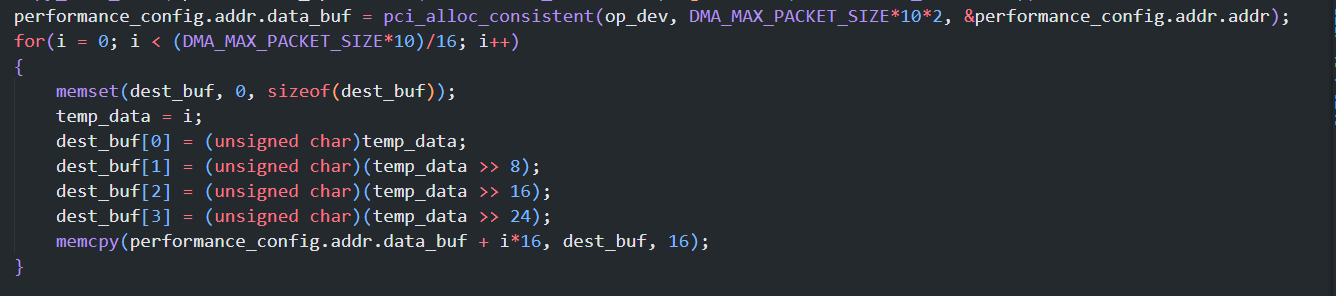 performance_config.addr.data_buf = pci_alloc_consistent(op_dev, DMA_MAX_PACKET_SIZE*10*2, &performance_config.addr.addr);
for(i = 0; i < (DMA_MAX_PACKET_SIZE*10)/16; i++)
{
    memset(dest_buf, 0, sizeof(dest_buf));
    temp_data = i;
    dest_buf[0] = (unsigned char)temp_data;
    dest_buf[1] = (unsigned char)(temp_data >> 8);
    dest_buf[2] = (unsigned char)(temp_data >> 16);
    dest_buf[3] = (unsigned char)(temp_data >> 24);
    memcpy(performance_config.addr.data_buf + i*16, dest_buf, 16);
}